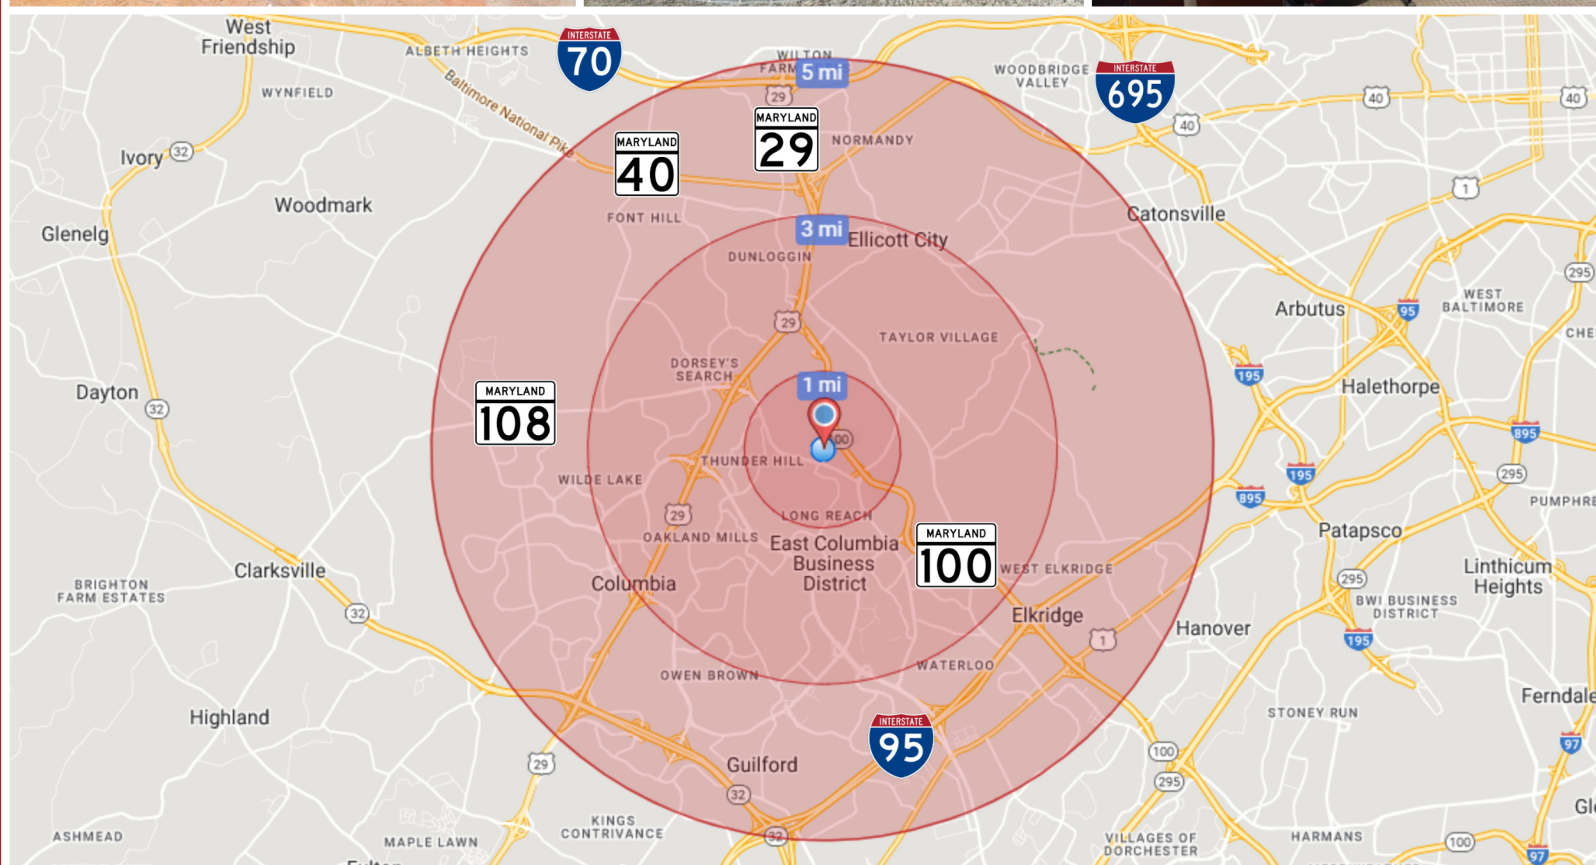 West
Friendship
ALBETH HEIGHTS
INTERSTATE
70
WILTON
5 mi
WOODBRIDGE
VALLEY
INTERSTATE
695
WYNFIELD
Baltimore National Pike
29
40
40
40
MARYLAND
29
NORMANDY
Ivory
32
MARYLAND
40
Woodmark
FONT HILL
1
Catonsville
Glenelg
3 mi
Ellicott City
DUNLOGGIN
295
WEST
BALTIMORE
Arbutus
95
29
TAYLOR VILLAGE
DORSEY'S
SEARCH
195
Halethorpe
1 mi
Dayton
32
MARYLAND
108
895
THUNDER HILL
WILDE LAKE
195
295
895
29
LONG REACH
OAKLAND MILLS
East Columbia
Business
District
MARYLAND
100
Patapsco
WEST ELKRIDGE
Clarksville
Columbia
Linthicum
Heights
BRIGHTON
FARM ESTATES
32
295
BWI BUSINESS
DISTRICT
Elkridge
Hanover
1
195
OWEN BROWN
WATERLOO
Ferndale
Highland
STONEY RUN
INTERSTATE
95
97
29
Guilford
100
295
32
KINGS
CONTRIVANCE
ASHMEAD
MAPLE LAWN
32
VILLAGES OF
DORCHESTER
HARMANS
100
97